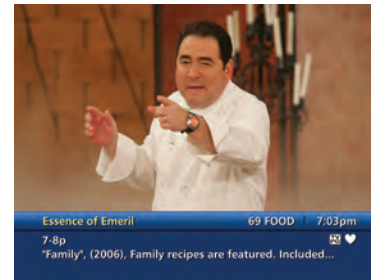 Essence of Emeril 69 FOOD 7:03pm
7-8p
"Family", (2006), Family recipes are featured. Included...